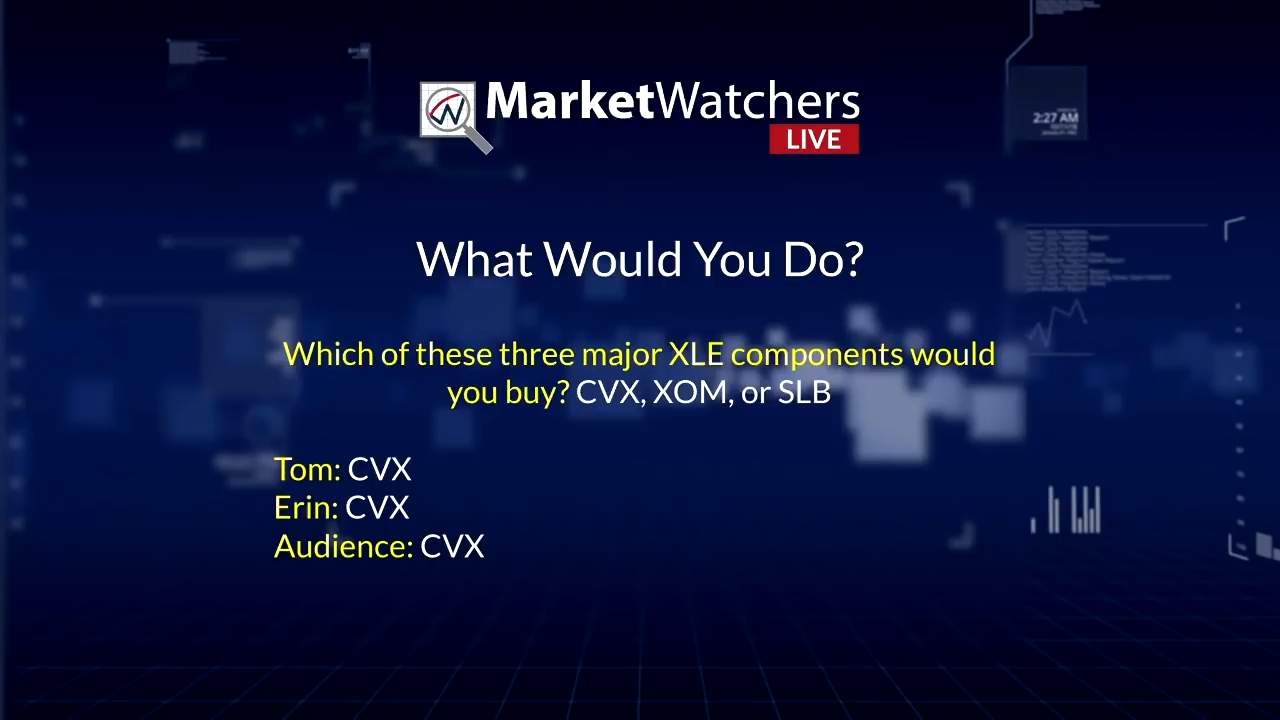 MarketWatchers
LIVE
2:27 AM
What Would You Do?
Which of these three major XLE components would
you buy? CVX, XOM, or SLB
Tom: CVX
Erin: CVX
Audience: CVX